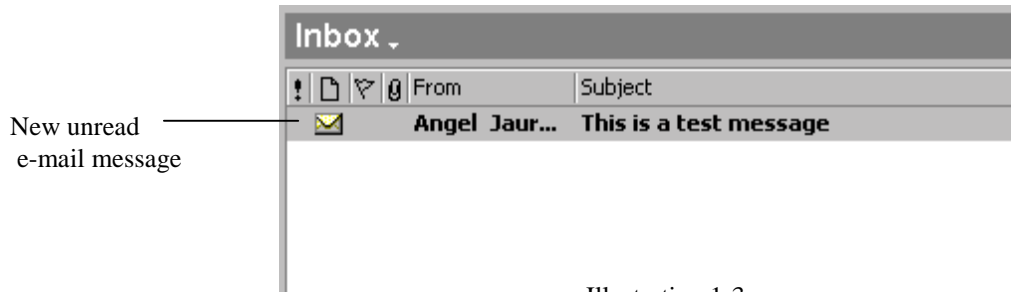 Inbox
From Subject
New unread
e-mail message
Angel Jaur... This is a test message